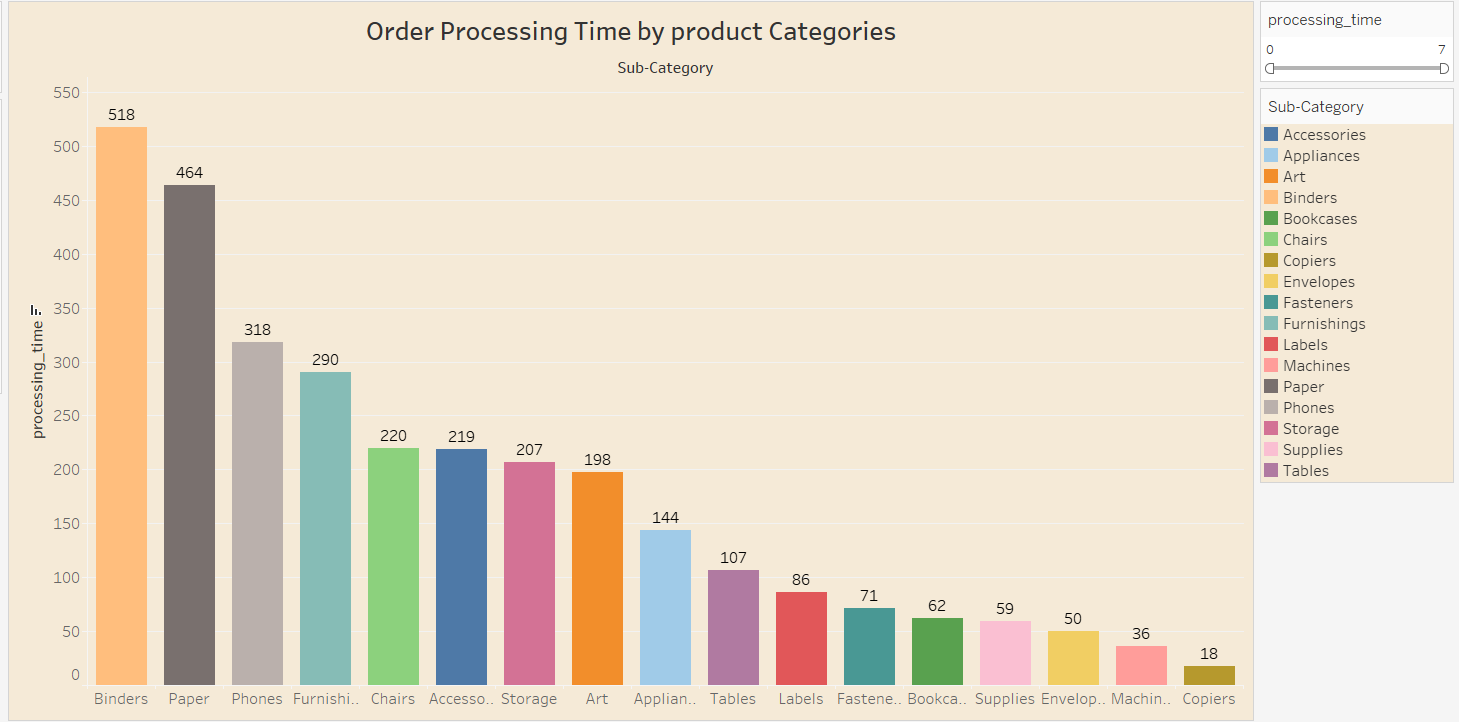 Order Processing Time by product Categories
Sub-Category
processing_time
550
500
450
400
350
300
250
200
150
100
50
0
518
464
318
290
220
219
207
198
144
107
86
71
62
59
50
36
18
Binders
Paper
Phones
Furnishi..
Chairs
Accesso..
Storage
Art
Applian..
Tables
Labels
Fastene..
Bookca..
Supplies
Envelop..
Machin..
Copiers
processing_time
0 7
Sub-Category
Accessories
Appliances
Art
Binders
Bookcases
Chairs
Copiers
Envelopes
Fasteners
Furnishings
Labels
Machines
Paper
Phones
Storage
Supplies
Tables